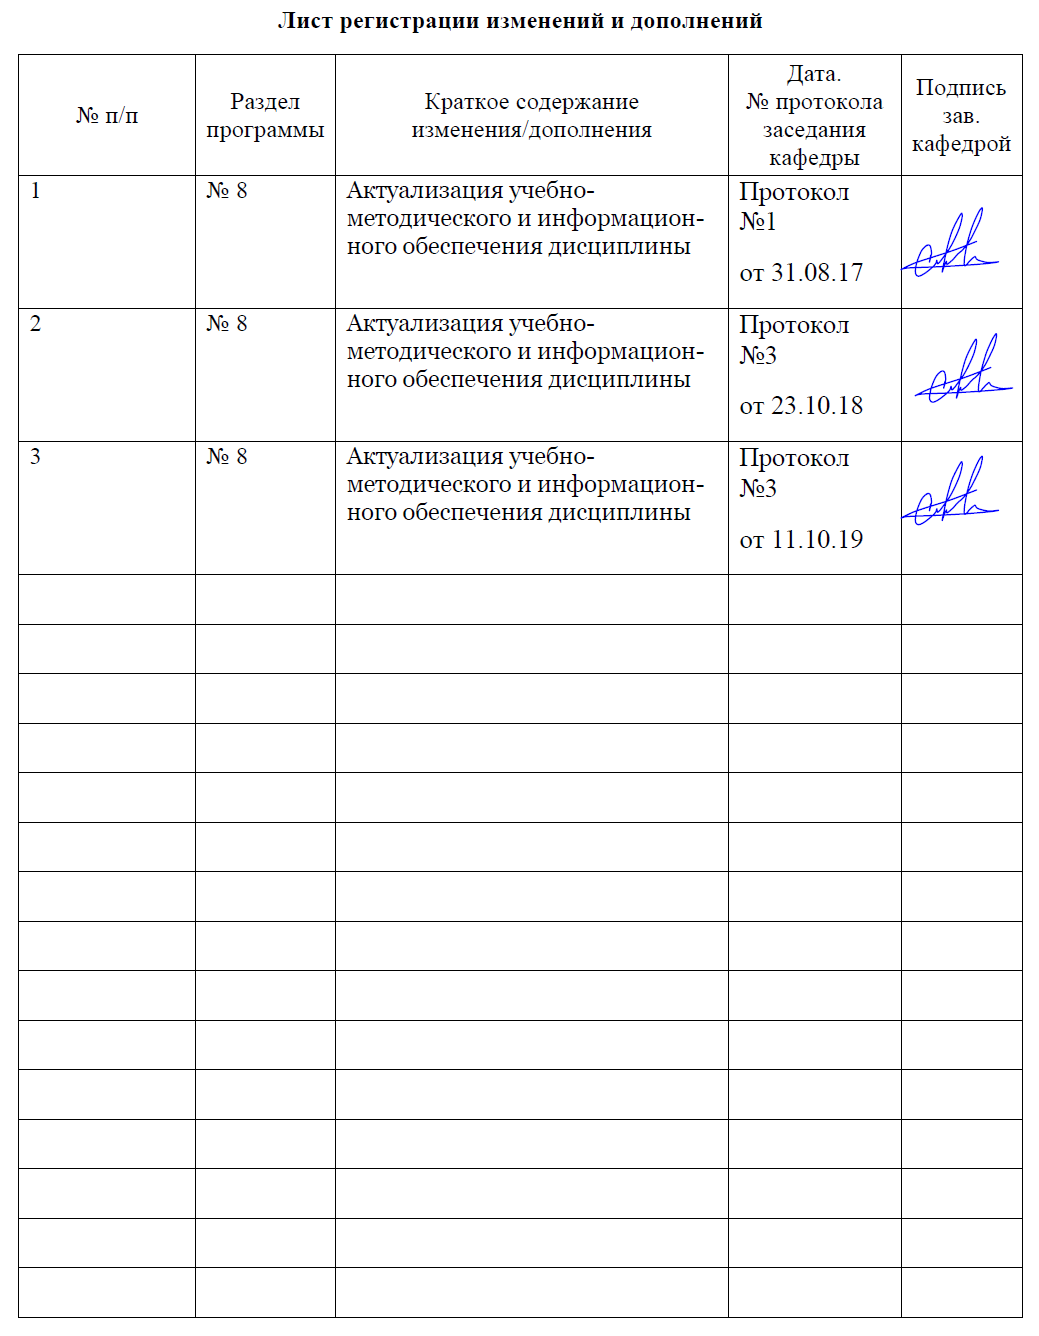 Лист регистрации изменений и дополнений
№ п/п
Раздел
программы
Краткое содержание
изменения/дополнения
Дата.
№ протокола
заседания
кафедры
Подпись
зав.
кафедрой
1
№ 8
Актуализация учебно-
методического и информацион-
ного обеспечения дисциплины
Протокол
№1
от 31.08.17
2
№ 8
Актуализация учебно-
методического и информацион-
ного обеспечения дисциплины
Протокол
№3
от 23.10.18
3
№ 8
Актуализация учебно-
методического и информацион-
ного обеспечения дисциплины
Протокол
№3
от 11.10.19